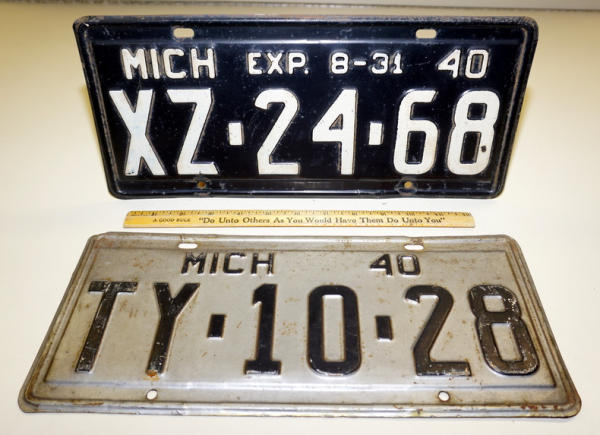 MICH EXP. 8-31 40
XZ·24·68
A GOOD RULE "Do Unto Others As You Would Have Them Do Unto You"
MICH 40
TY·10·28